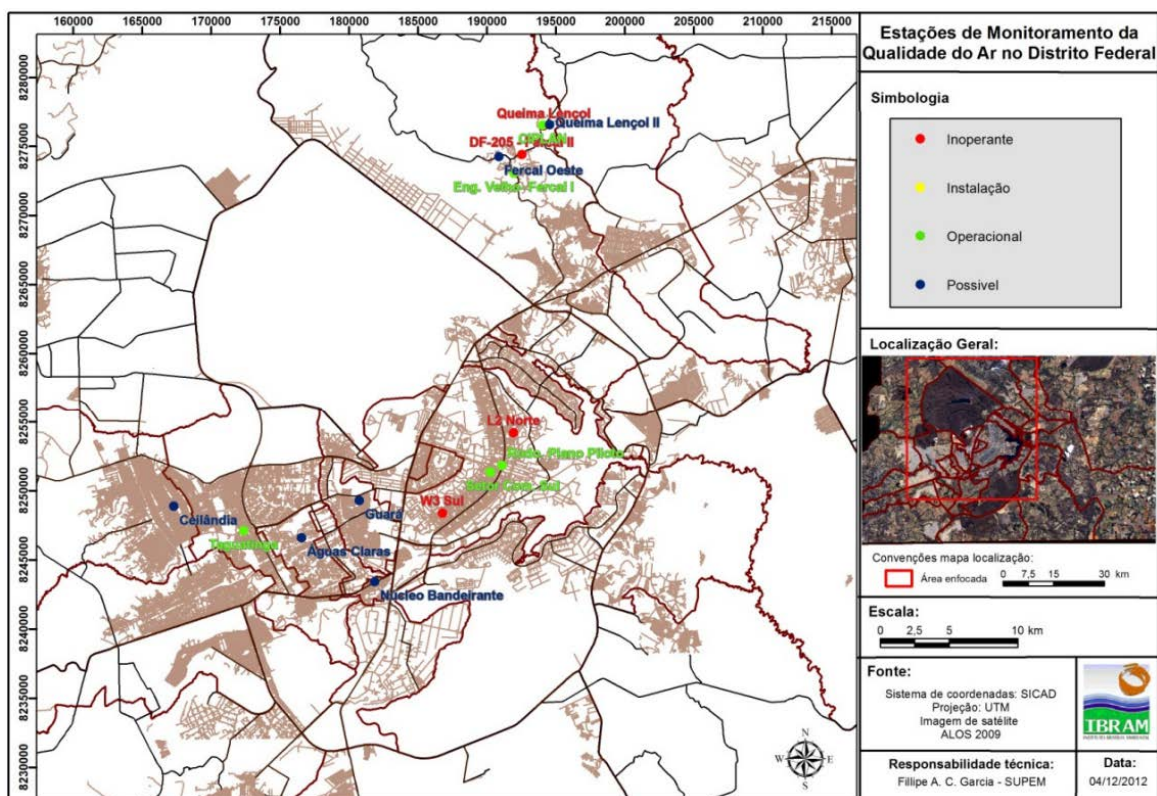 160000 165000 170000 175000 180000 185000 190000 195000 200000 205000 210000 215000
8280000
8275000
8270000
8265000
8260000
8255000
8250000
8245000
8240000
8235000
8230000
Queima Lençol
Queima Lençol II
CIPLAN
DF-205
II
Fercal Oeste
Eng. Velho- Fercal I
L2 Norte
Rodo. Plano Piloto
Setor Com. Sul
W3 Sul
Guará
Ceilândia
Taguatinga
Águas Claras
Núcleo Bandeirante
N
W E
S
Estações de Monitoramento da
Qualidade do Ar no Distrito Federal
Simbologia
Inoperante
Instalação
Operacional
Possivel
Localização Geral:
Convenções mapa localização:
Área enfocada
0 7,5 15 30 km
Escala:
0 2,5 5 10 km
Fonte:
Sistema de coordenadas: SICAD
Projeção: UTM
Imagem de satélite
ALOS 2009
IBRAM
Responsabilidade técnica:
Fillipe A. C. Garcia - SUPEM
Data:
04/12/2012